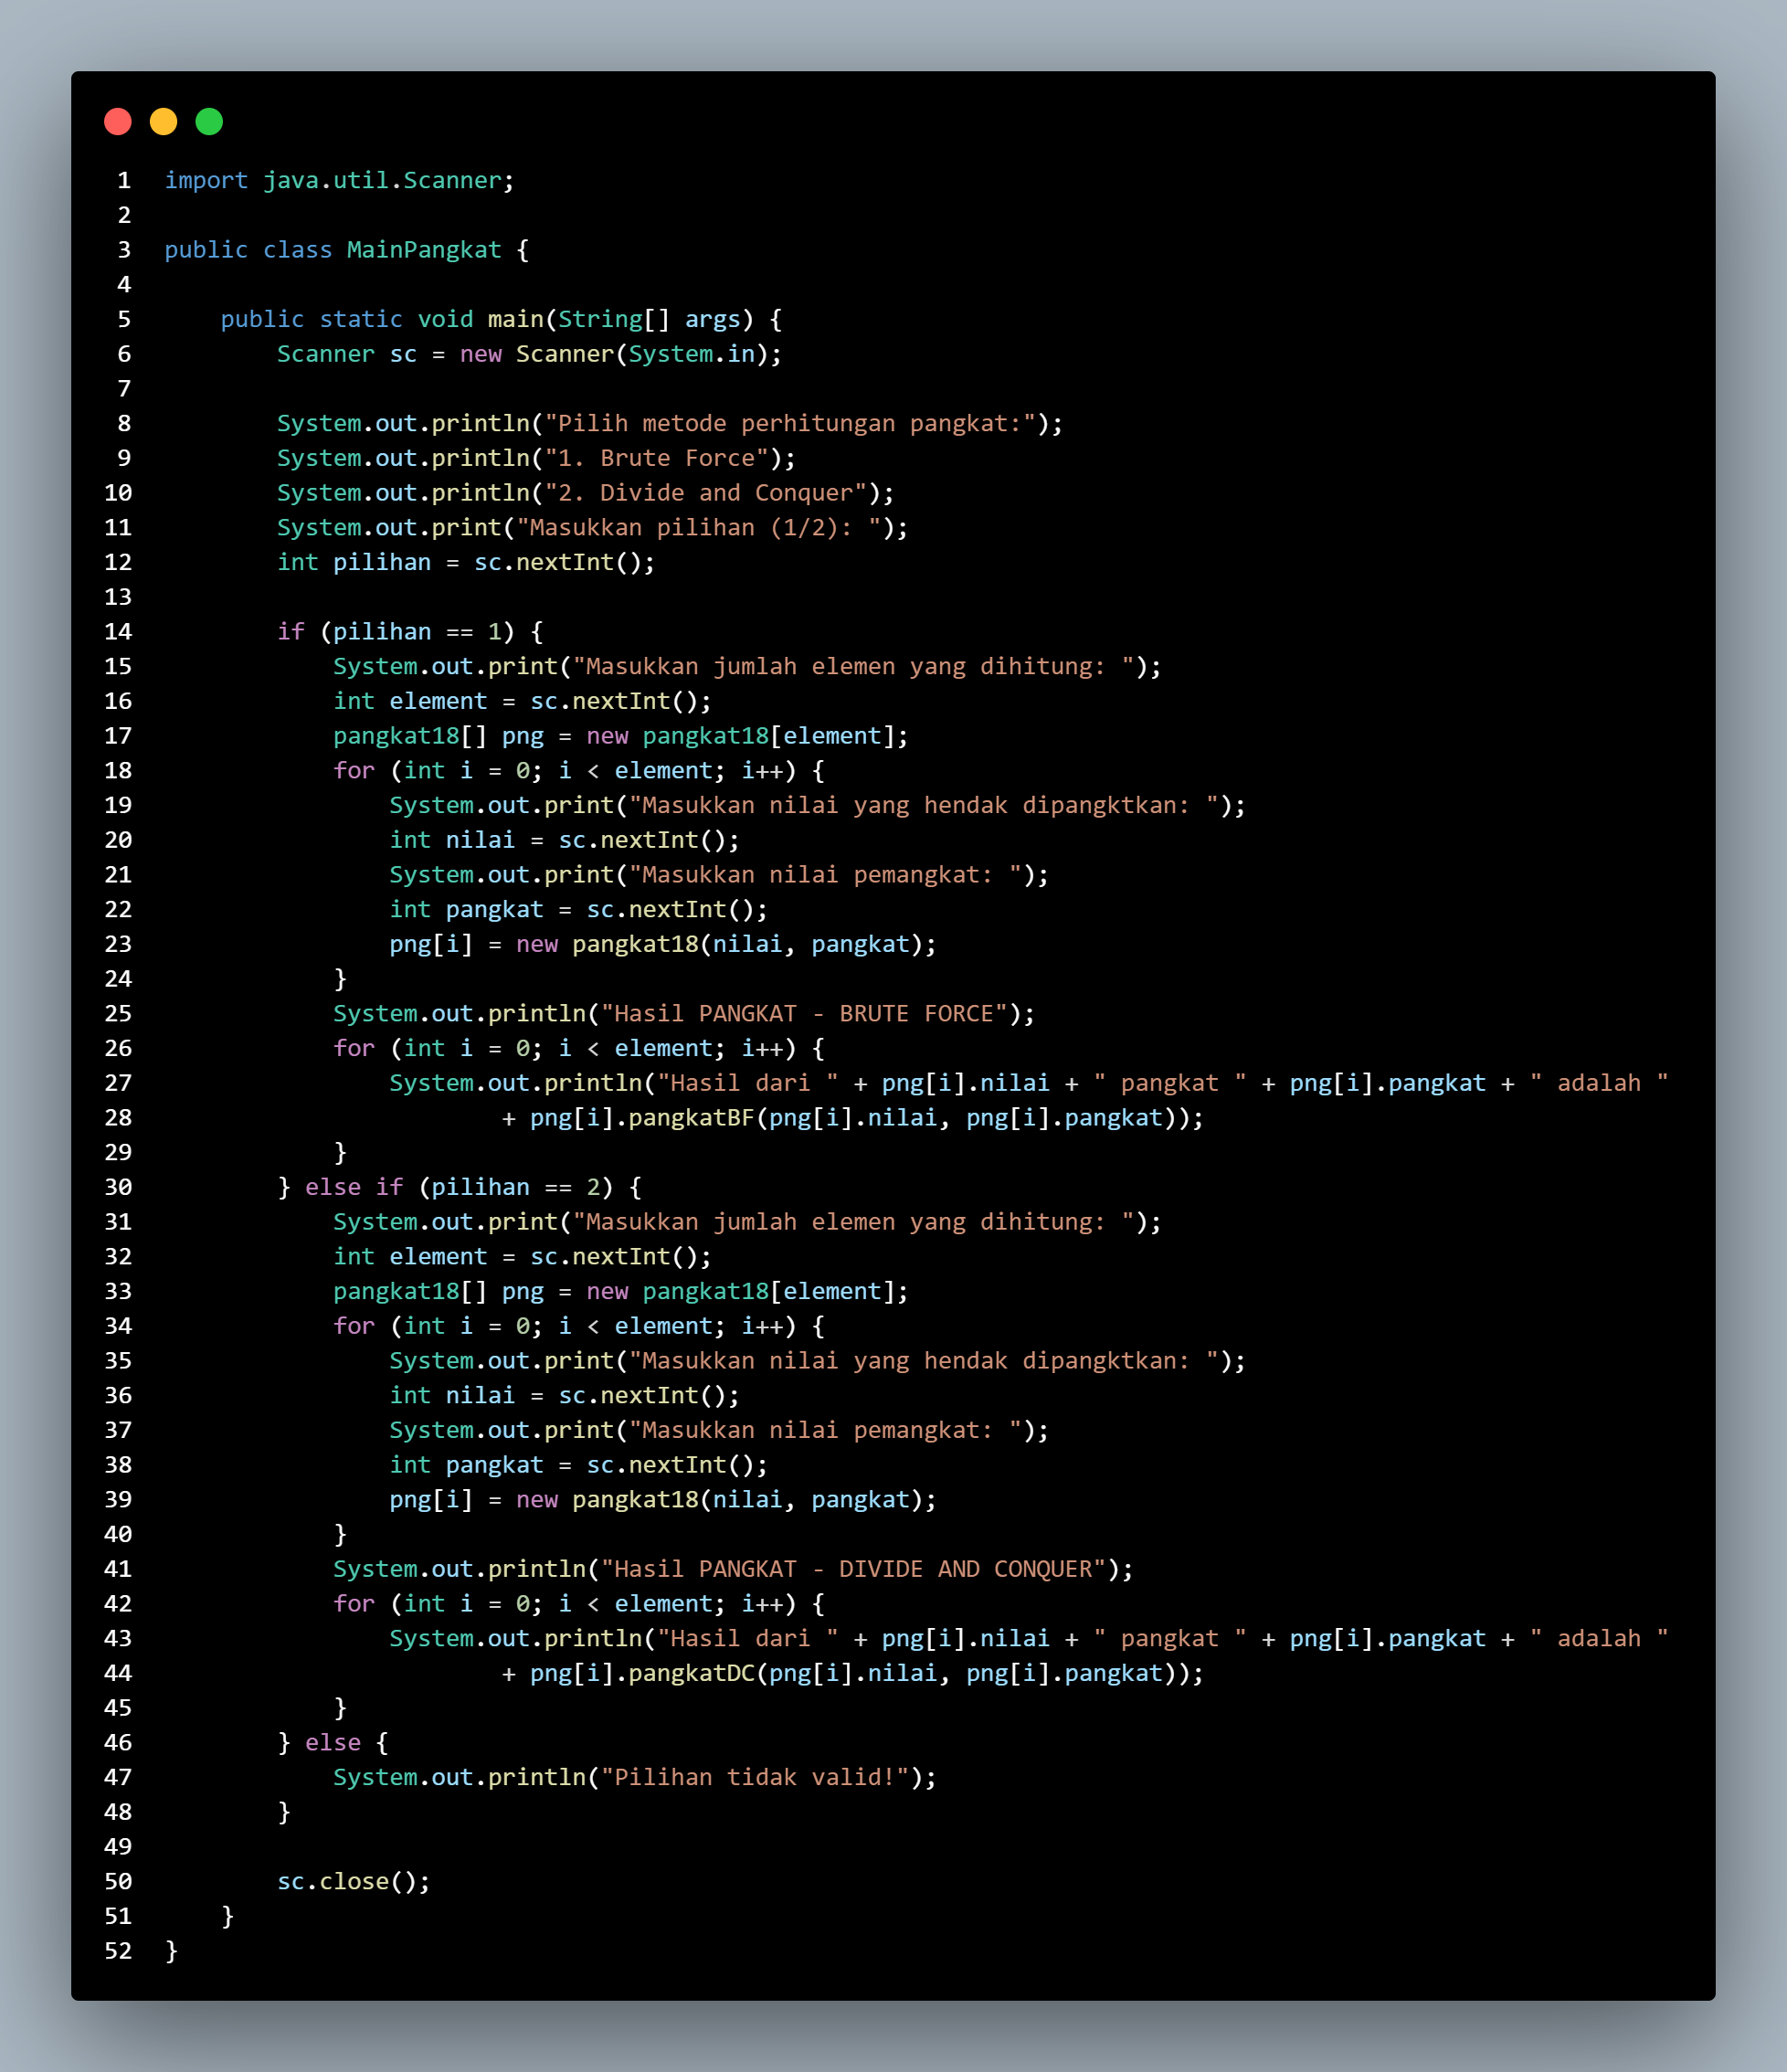 1 import java.util.Scanner;
2
3 public class MainPangkat {
4
5     public static void main(String[] args) {
6         Scanner sc = new Scanner(System.in);
7
8         System.out.println("Pilih metode perhitungan pangkat:");
9         System.out.println("1. Brute Force");
10         System.out.println("2. Divide and Conquer");
11         System.out.print("Masukkan pilihan (1/2): ");
12         int pilihan = sc.nextInt();
13
14         if (pilihan == 1) {
15             System.out.print("Masukkan jumlah elemen yang dihitung: ");
16             int element = sc.nextInt();
17             pangkat18[] png = new pangkat18[element];
18             for (int i = 0; i < element; i++) {
19                 System.out.print("Masukkan nilai yang hendak dipangktkan: ");
20                 int nilai = sc.nextInt();
21                 System.out.print("Masukkan nilai pemangkat: ");
22                 int pangkat = sc.nextInt();
23                 png[i] = new pangkat18(nilai, pangkat);
24             }
25             System.out.println("Hasil PANGKAT - BRUTE FORCE");
26             for (int i = 0; i < element; i++) {
27                 System.out.println("Hasil dari " + png[i].nilai + " pangkat " + png[i].pangkat + " adalah "
28                         + png[i].pangkatBF(png[i].nilai, png[i].pangkat));
29             }
30         } else if (pilihan == 2) {
31             System.out.print("Masukkan jumlah elemen yang dihitung: ");
32             int element = sc.nextInt();
33             pangkat18[] png = new pangkat18[element];
34             for (int i = 0; i < element; i++) {
35                 System.out.print("Masukkan nilai yang hendak dipangktkan: ");
36                 int nilai = sc.nextInt();
37                 System.out.print("Masukkan nilai pemangkat: ");
38                 int pangkat = sc.nextInt();
39                 png[i] = new pangkat18(nilai, pangkat);
40             }
41             System.out.println("Hasil PANGKAT - DIVIDE AND CONQUER");
42             for (int i = 0; i < element; i++) {
43                 System.out.println("Hasil dari " + png[i].nilai + " pangkat " + png[i].pangkat + " adalah "
44                         + png[i].pangkatDC(png[i].nilai, png[i].pangkat));
45             }
46         } else {
47             System.out.println("Pilihan tidak valid!");
48         }
49
50         sc.close();
51     }
52 }